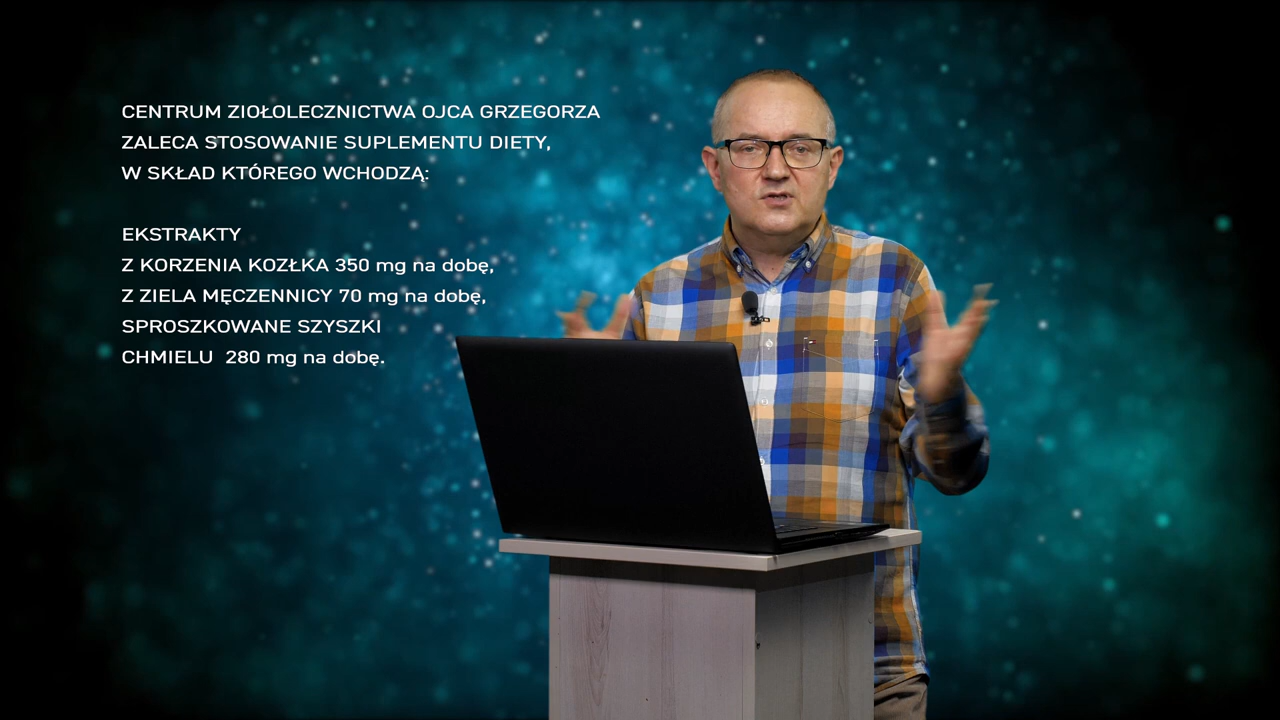 CENTRUM ZIOŁOLECZNICTWA OJCA GRZEGORZA
ZALECA STOSOWANIE SUPLEMENTU DIETY,
W SKŁAD KTÓREGO WCHODZĄ:
EKSTRAKTY
Z KORZENIA KOZŁKA 350 mg na dobę,
Z ZIELA MĘCZENNICY 70 mg na dobę,
SPROSZKOWANE SZYSZKI
CHMIELU 280 mg na dobę.